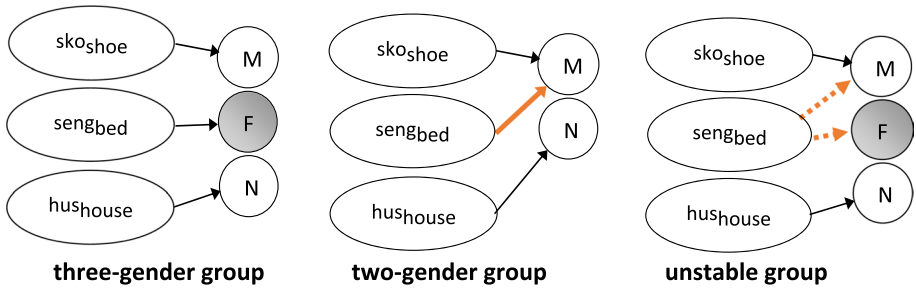 skoshoe
M
sengbed
F
hushouse
N
three-gender group
skoshoe
M
sengbed
N
hushouse
two-gender group
skoshoe
M
sengbed
F
hushouse
N
unstable group